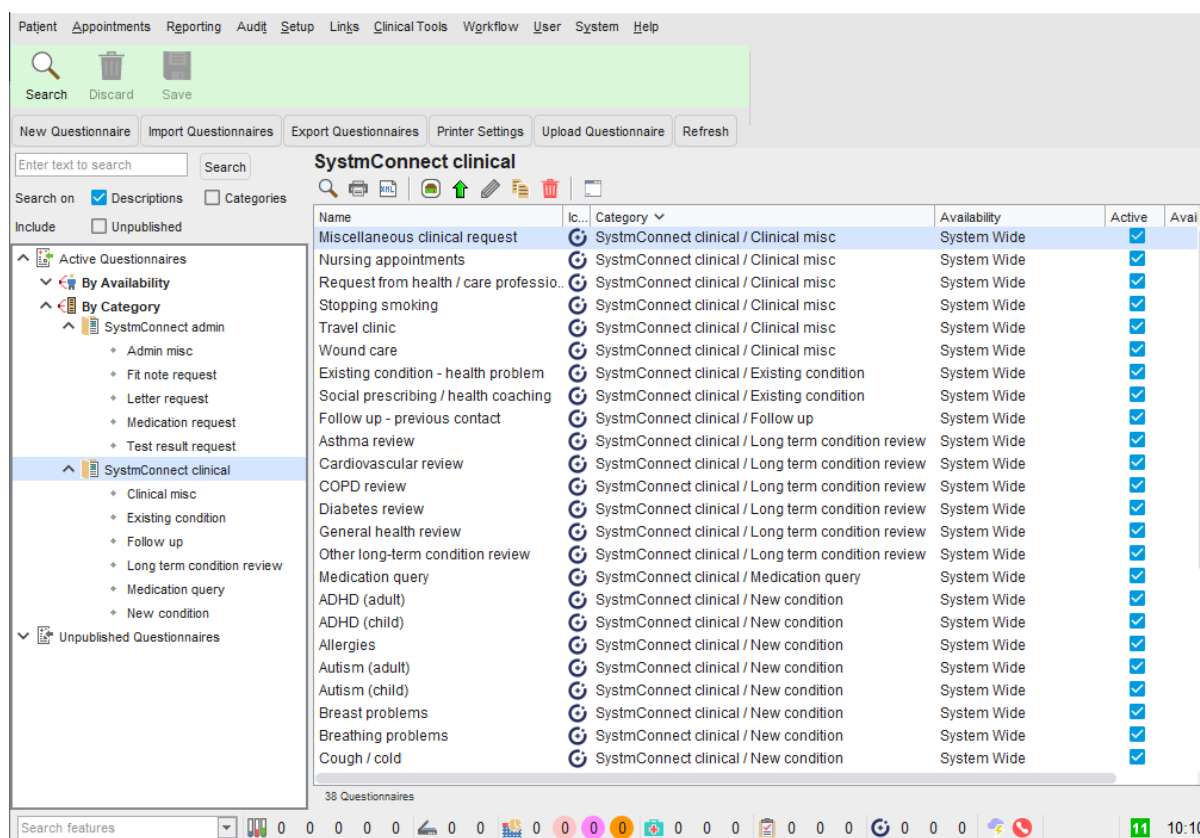 Patient Appointments Reporting Audit Setup Links Clinical Tools Workflow User System Help
Search Discard Save
New Questionnaire Import Questionnaires Export Questionnaires Printer Settings Upload Questionnaire Refresh
Enter text to search Search
Search on Descriptions Categories
Include Unpublished
Active Questionnaires
By Availability
By Category
SystmConnect admin
Admin misc
Fit note request
Letter request
Medication request
Test result request
SystmConnect clinical
Clinical misc
Existing condition
Follow up
Long term condition review
Medication query
New condition
Unpublished Questionnaires
SystmConnect clinical
XML
Name Ic... Category Availability Active Avai
Miscellaneous clinical request SystmConnect clinical / Clinical misc System Wide
Nursing appointments SystmConnect clinical / Clinical misc System Wide
Request from health / care professio.. SystmConnect clinical / Clinical misc System Wide
Stopping smoking SystmConnect clinical / Clinical misc System Wide
Travel clinic SystmConnect clinical / Clinical misc System Wide
Wound care SystmConnect clinical / Clinical misc System Wide
Existing condition - health problem SystmConnect clinical / Existing condition System Wide
Social prescribing / health coaching SystmConnect clinical / Existing condition System Wide
Follow up - previous contact SystmConnect clinical / Follow up System Wide
Asthma review SystmConnect clinical / Long term condition review System Wide
Cardiovascular review SystmConnect clinical / Long term condition review System Wide
COPD review SystmConnect clinical / Long term condition review System Wide
Diabetes review SystmConnect clinical / Long term condition review System Wide
General health review SystmConnect clinical / Long term condition review System Wide
Other long-term condition review SystmConnect clinical / Long term condition review System Wide
Medication query SystmConnect clinical / Medication query System Wide
ADHD (adult) SystmConnect clinical / New condition System Wide
ADHD (child) SystmConnect clinical / New condition System Wide
Allergies SystmConnect clinical / New condition System Wide
Autism (adult) SystmConnect clinical / New condition System Wide
Autism (child) SystmConnect clinical / New condition System Wide
Breast problems SystmConnect clinical / New condition System Wide
Breathing problems SystmConnect clinical / New condition System Wide
Cough / cold SystmConnect clinical / New condition System Wide
38 Questionnaires
Search features 0 0 0 0 0 0 0 0 0 0 0 0 0 0 0 0 0 0 0 11